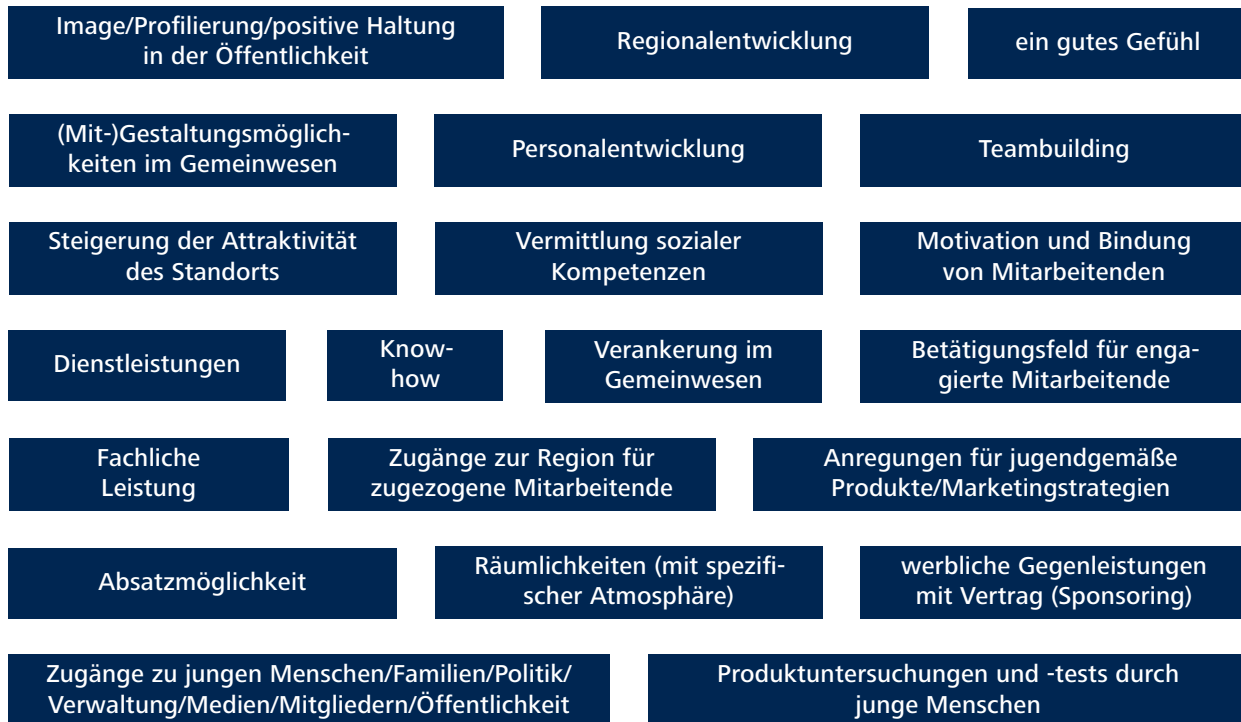 Image/Profilierung/positive Haltung
in der Öffentlichkeit
Regionalentwicklung
ein gutes Gefühl
(Mit-)Gestaltungsmöglich-
keiten im Gemeinwesen
Personalentwicklung
Teambuilding
Steigerung der Attraktivität
des Standorts
Vermittlung sozialer
Kompetenzen
Motivation und Bindung
von Mitarbeitenden
Dienstleistungen
Know-
how
Verankerung im
Gemeinwesen
Betätigungsfeld für enga-
gierte Mitarbeitende
Fachliche
Leistung
Zugänge zur Region für
zugezogene Mitarbeitende
Anregungen für jugendgemäße
Produkte/Marketingstrategien
Absatzmöglichkeit
Räumlichkeiten (mit spezifi-
scher Atmosphäre)
werbliche Gegenleistungen
mit Vertrag (Sponsoring)
Zugänge zu jungen Menschen/Familien/Politik/
Verwaltung/Medien/Mitgliedern/Öffentlichkeit
Produktuntersuchungen und -tests durch
junge Menschen